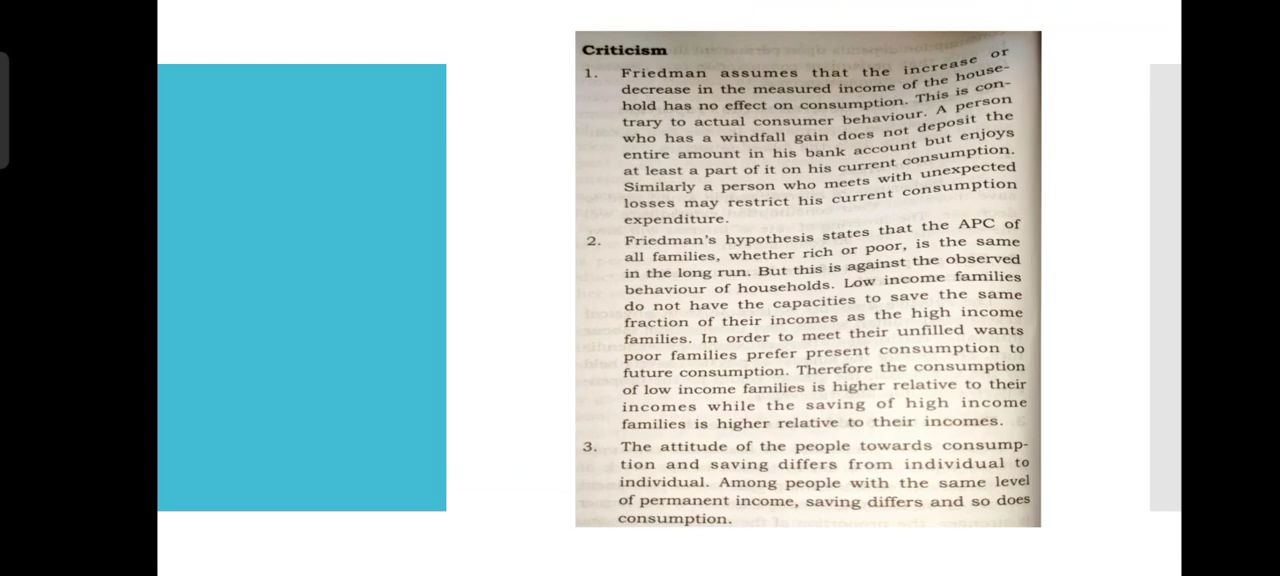 Criticism
1. Friedman assumes that the increase or
decrease in the measured income of the house-
hold has no effect on consumption. This is con-
trary to actual consumer behaviour. A person
who has a windfall gain does not deposit the
entire amount in his bank account but enjoys
at least a part of it on his current consumption.
Similarly a person who meets with unexpected
losses may restrict his current consumption
expenditure.
2. Friedman's hypothesis states that the APC of
all families, whether rich or poor, is the same
in the long run. But this is against the observed
behaviour of households. Low income families
do not have the capacities to save the same
fraction of their incomes as the high income
families. In order to meet their unfilled wants
poor families prefer present consumption to
future consumption. Therefore the consumption
of low income families is higher relative to their
incomes while the saving of high income
families is higher relative to their incomes.
3. The attitude of the people towards consump-
tion and saving differs from individual to
individual. Among people with the same level
of permanent income, saving differs and so does
consumption.